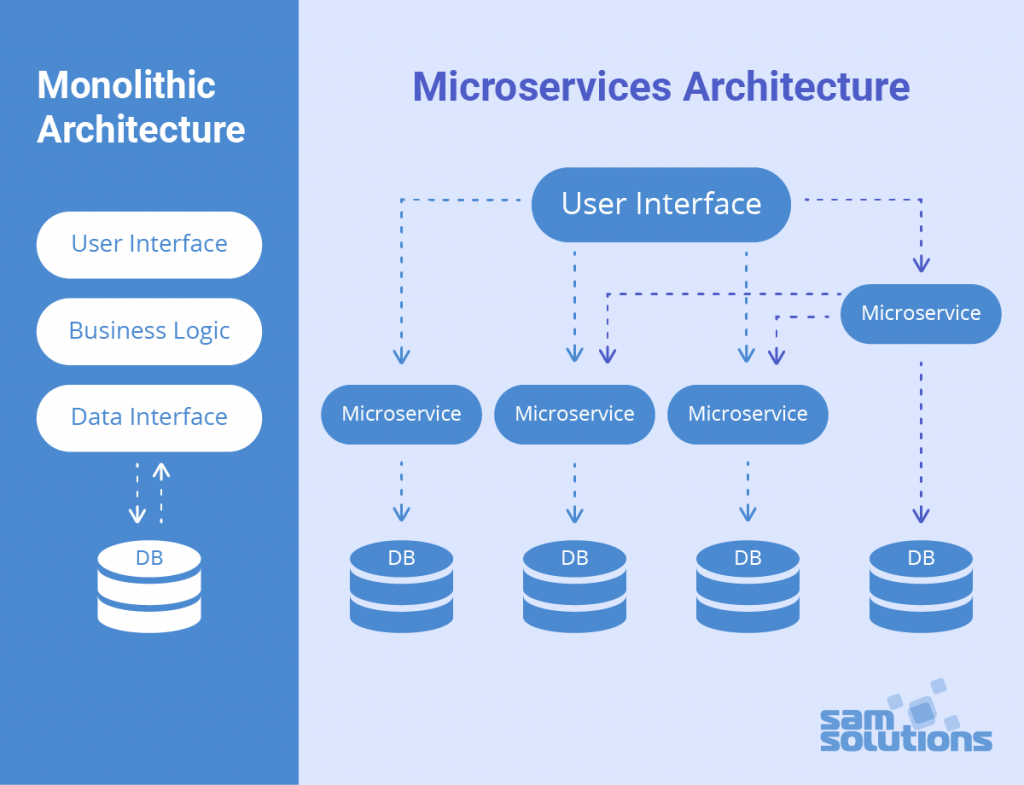 Monolithic
Architecture
User Interface
Business Logic
Data Interface
DB
Microservices Architecture
User Interface
Microservice
Microservice
Microservice
Microservice
DB
DB
DB
DB
sam
solutions